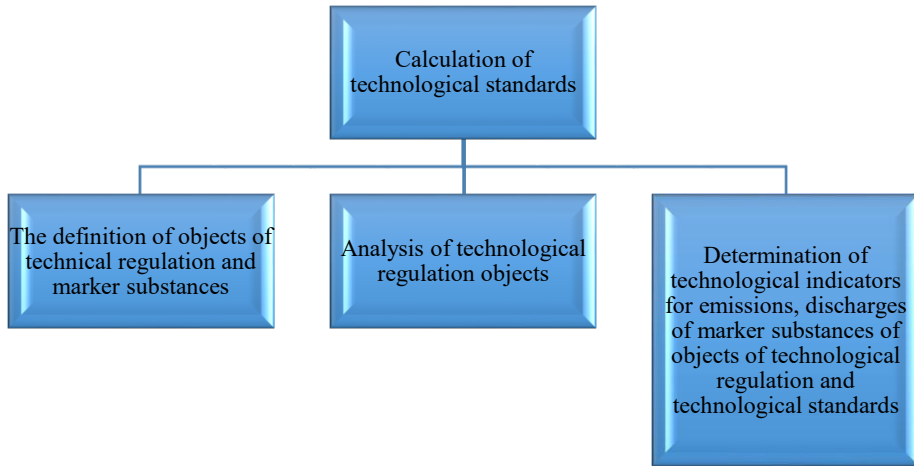 Calculation of
technological standards
The definition of objects of
technical regulation and
marker substances
Analysis of technological
regulation objects
Determination of
technological indicators
for emissions, discharges
of marker substances of
objects of technological
regulation and
technological standards